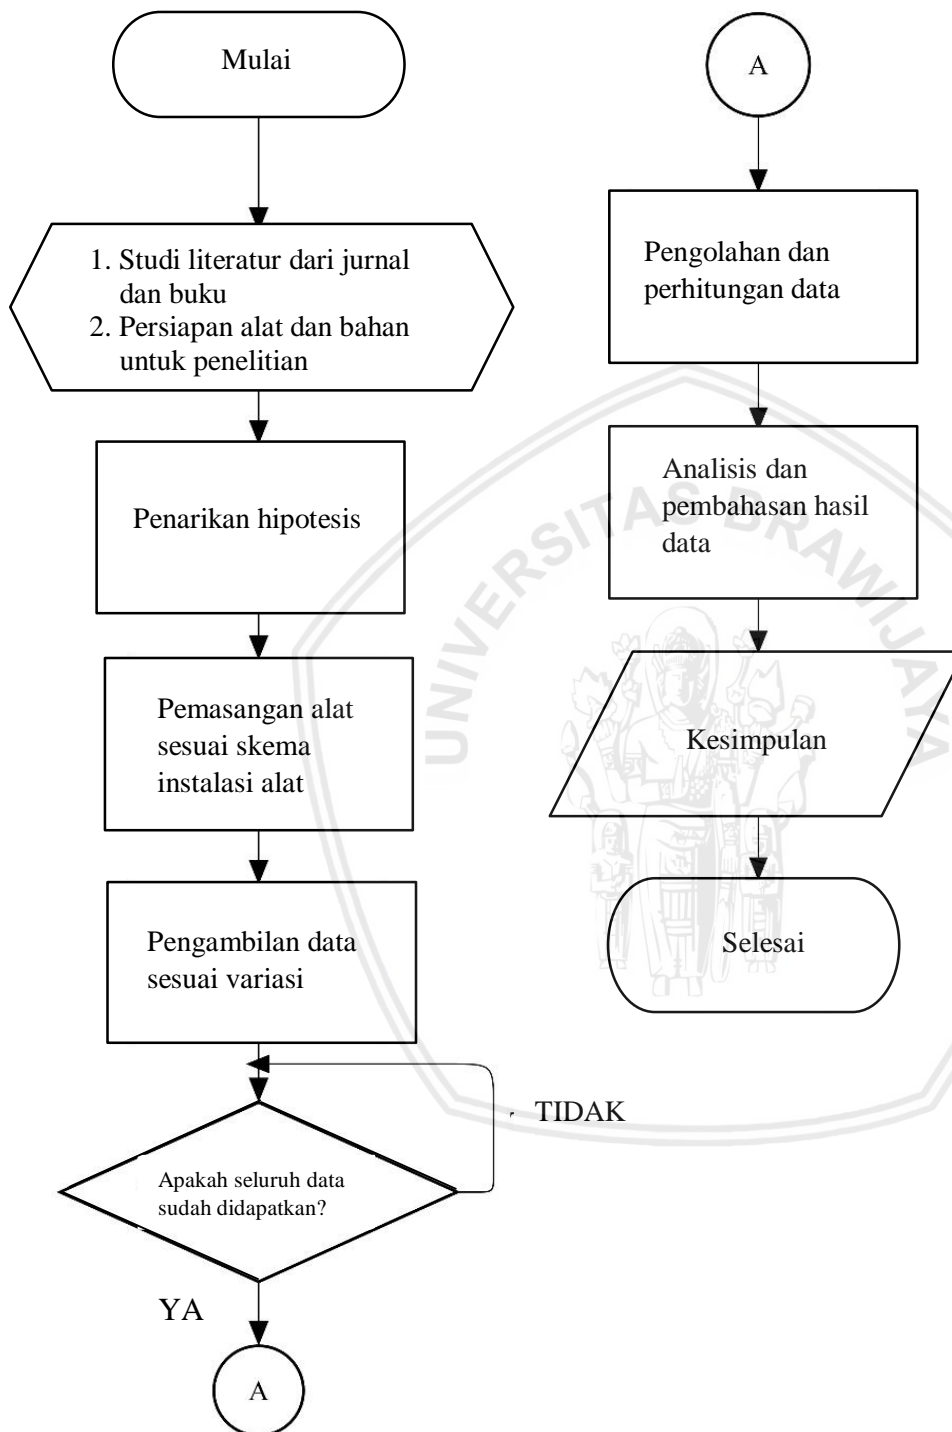 Mulai
1. Studi literatur dari jurnal
dan buku
2. Persiapan alat dan bahan
untuk penelitian
Penarikan hipotesis
Pemasangan alat
sesuai skema
instalasi alat
Pengambilan data
sesuai variasi
TIDAK
Apakah seluruh data
sudah didapatkan?
YA
A
A
Pengolahan dan
perhitungan data
Analisis dan
pembahasan hasil
data
Kesimpulan
Selesai
UNIVERSITAS BRAWIJAYA